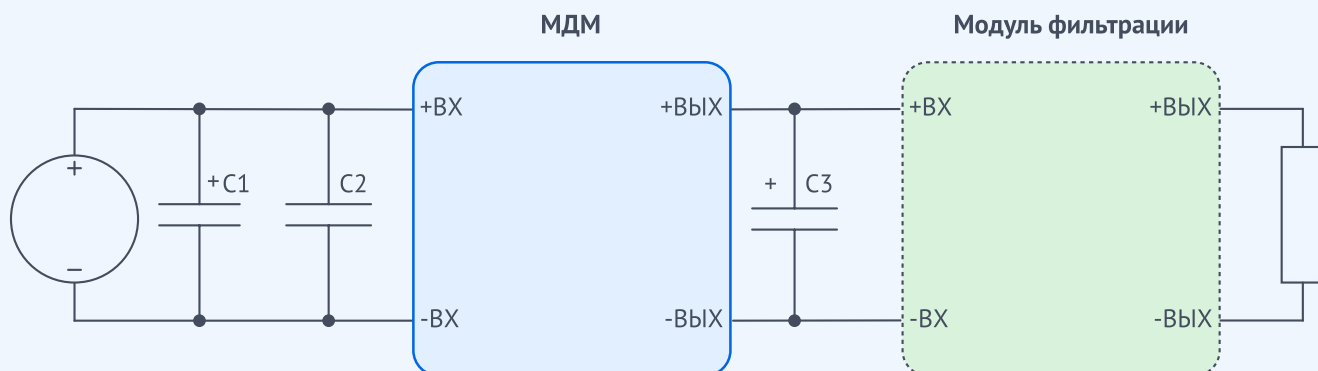 МДМ
Модуль фильтрации
+ВХ
+ВЫХ
+ВХ
+ВЫХ
+
+ С1
С2
+ С3
−
-ВХ
-ВЫХ
-ВХ
-ВЫХ